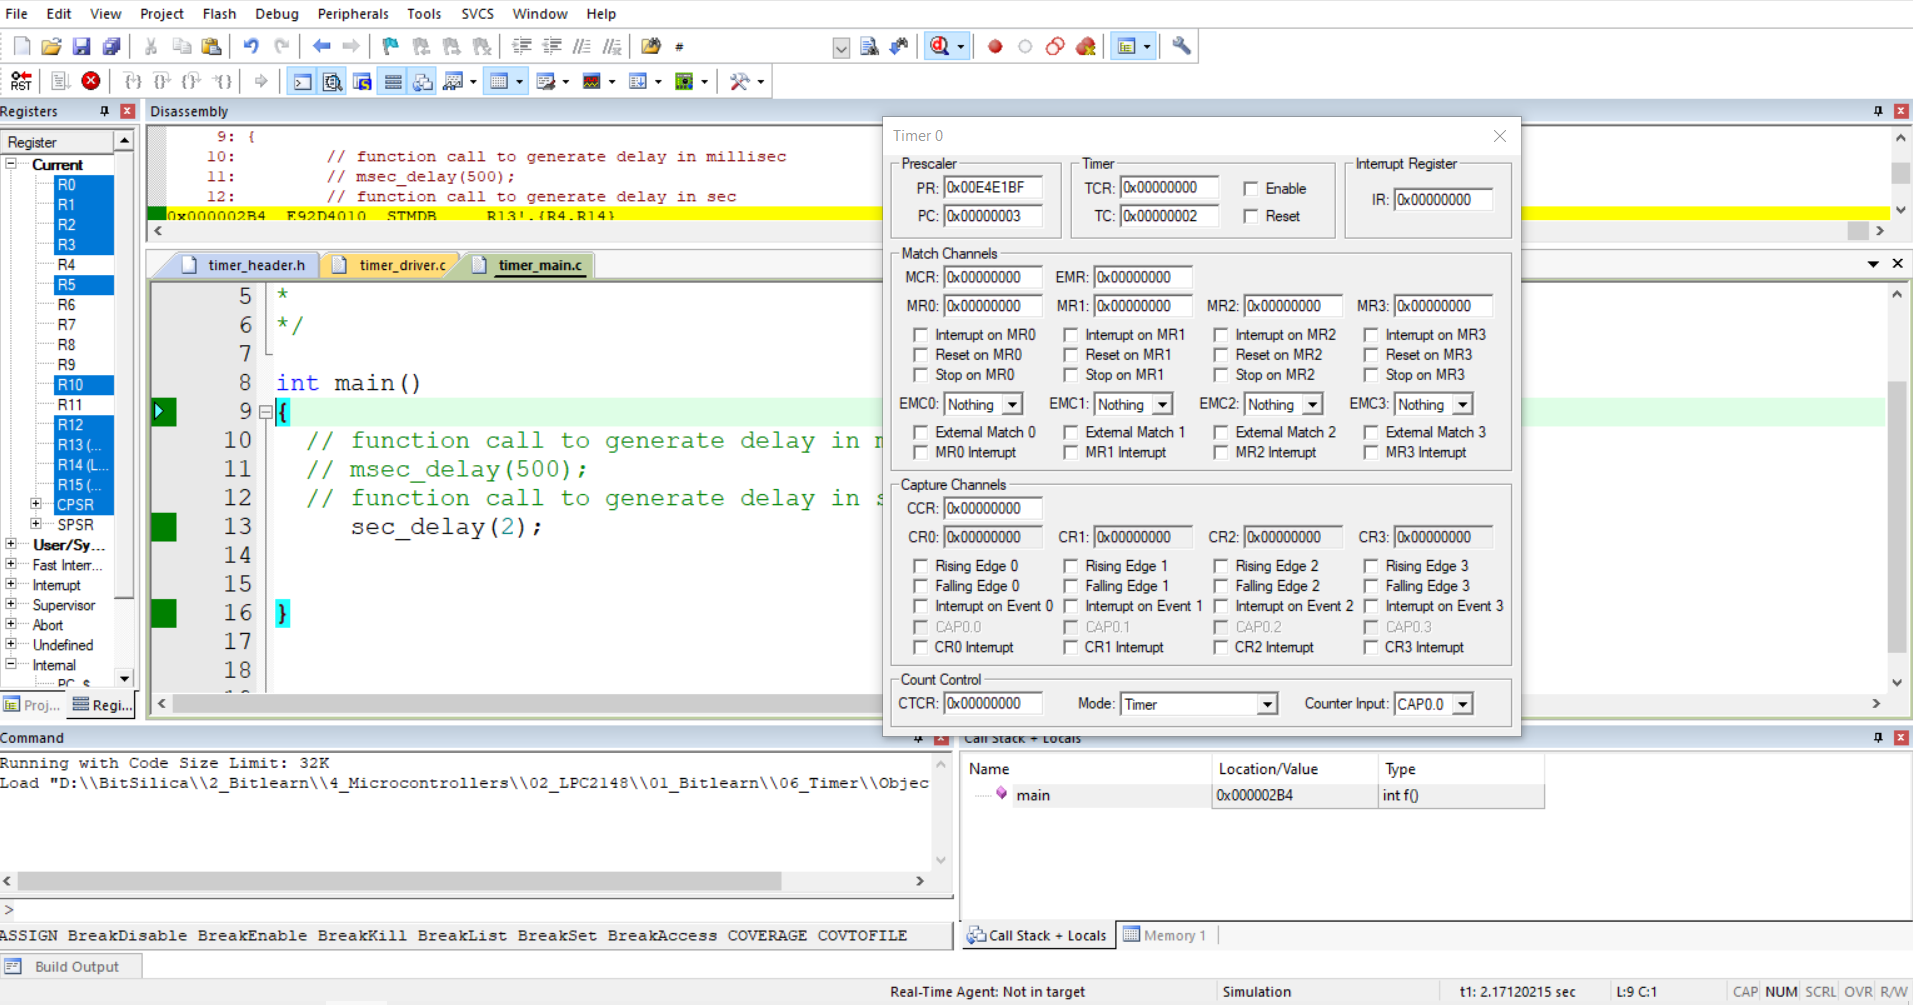 File Edit View Project Flash Debug Peripherals Tools SVCS Window Help
#
RST
Registers
Register
Current
R0
R1
R2
R3
R4
R5
R6
R7
R8
R9
R10
R11
R12
R13 (...
R14 (L...
R15 (...
CPSR
SPSR
User/Sy...
Fast Interr...
Interrupt
Supervisor
Abort
Undefined
Internal
PC $
Proj... Regi...
Disassembly
9: {
10: // function call to generate delay in millisec
11: // msec_delay(500);
12: // function call to generate delay in sec
0x000002B4 E92D4010 STMDB R13!,{R4,R14}
timer_header.h timer_driver.c timer_main.c
5 *
6 */
7
8 int main()
9 {
10 // function call to generate delay in m
11 // msec_delay(500);
12 // function call to generate delay in s
13 sec_delay(2);
14
15
16 }
17
18
Timer 0
Prescaler
PR: 0x00E4E1BF
PC: 0x00000003
Timer
TCR: 0x00000000 Enable
TC: 0x00000002 Reset
Interrupt Register
IR: 0x00000000
Match Channels
MCR: 0x00000000 EMR: 0x00000000
MR0: 0x00000000 MR1: 0x00000000 MR2: 0x00000000 MR3: 0x00000000
Interrupt on MR0 Interrupt on MR1 Interrupt on MR2 Interrupt on MR3
Reset on MR0 Reset on MR1 Reset on MR2 Reset on MR3
Stop on MR0 Stop on MR1 Stop on MR2 Stop on MR3
EMC0: Nothing EMC1: Nothing EMC2: Nothing EMC3: Nothing
External Match 0 External Match 1 External Match 2 External Match 3
MR0 Interrupt MR1 Interrupt MR2 Interrupt MR3 Interrupt
Capture Channels
CCR: 0x00000000
CR0: 0x00000000 CR1: 0x00000000 CR2: 0x00000000 CR3: 0x00000000
Rising Edge 0 Rising Edge 1 Rising Edge 2 Rising Edge 3
Falling Edge 0 Falling Edge 1 Falling Edge 2 Falling Edge 3
Interrupt on Event 0 Interrupt on Event 1 Interrupt on Event 2 Interrupt on Event 3
CAP0.0 CAP0.1 CAP0.2 CAP0.3
CR0 Interrupt CR1 Interrupt CR2 Interrupt CR3 Interrupt
Count Control
CTCR: 0x00000000 Mode: Timer Counter Input: CAP0.0
Command
Running with Code Size Limit: 32K
Load "D:\\BitSilica\\2_Bitlearn\\4_Microcontrollers\\02_LPC2148\\01_Bitlearn\\06_Timer\\Objec
>
ASSIGN BreakDisable BreakEnable BreakKill BreakList BreakSet BreakAccess COVERAGE COVTOFILE
Call Stack + Locals
Name Location/Value Type
main 0x000002B4 int f()
Call Stack + Locals Memory 1
Build Output
Real-Time Agent: Not in target Simulation t1: 2.17120215 sec L:9 C:1 CAP NUM SCRL OVR R/W